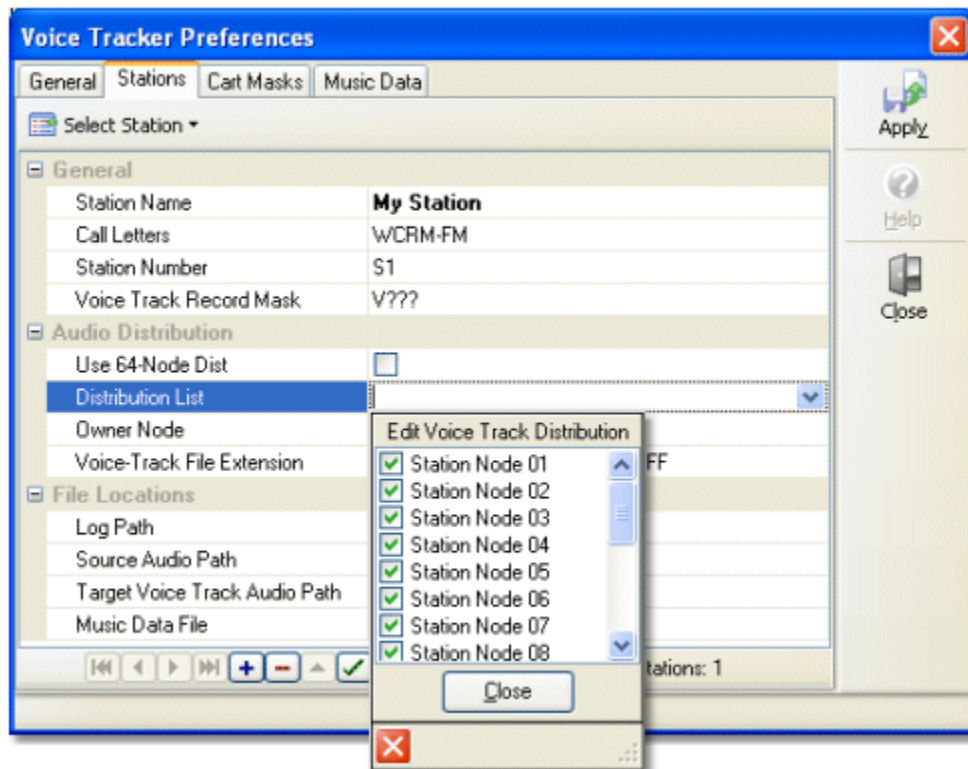 Voice Tracker Preferences
General Stations Cart Masks Music Data
Select Station
Apply
Help
Close
General
Station Name My Station
Call Letters WCRM-FM
Station Number S1
Voice Track Record Mask V???
Audio Distribution
Use 64-Node Dist
Distribution List
Owner Node
Voice-Track File Extension FF
File Locations
Log Path
Source Audio Path
Target Voice Track Audio Path
Music Data File
Edit Voice Track Distribution
Station Node 01
Station Node 02
Station Node 03
Station Node 04
Station Node 05
Station Node 06
Station Node 07
Station Node 08
Close
tations: 1